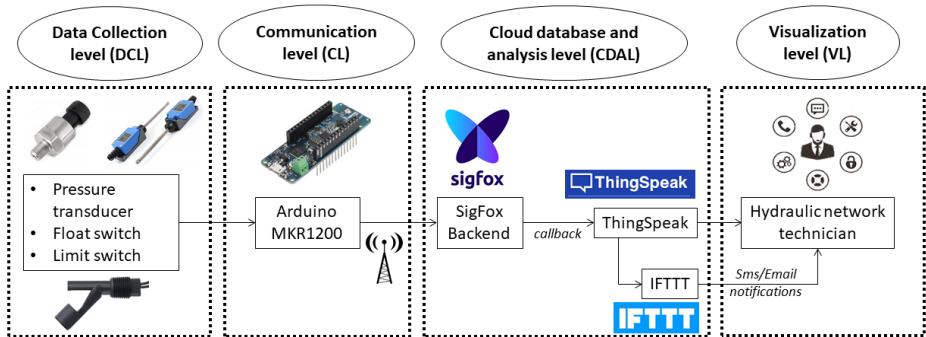 Data Collection
level (DCL)
Communication
level (CL)
Cloud database and
analysis level (CDAL)
Visualization
level (VL)
• Pressure
transducer
• Float switch
• Limit switch
Arduino
MKR1200
sigfox
SigFox
Backend
callback
ThingSpeak
ThingSpeak
IFTTT
IFTTT
Hydraulic network
technician
Sms/Email
notifications